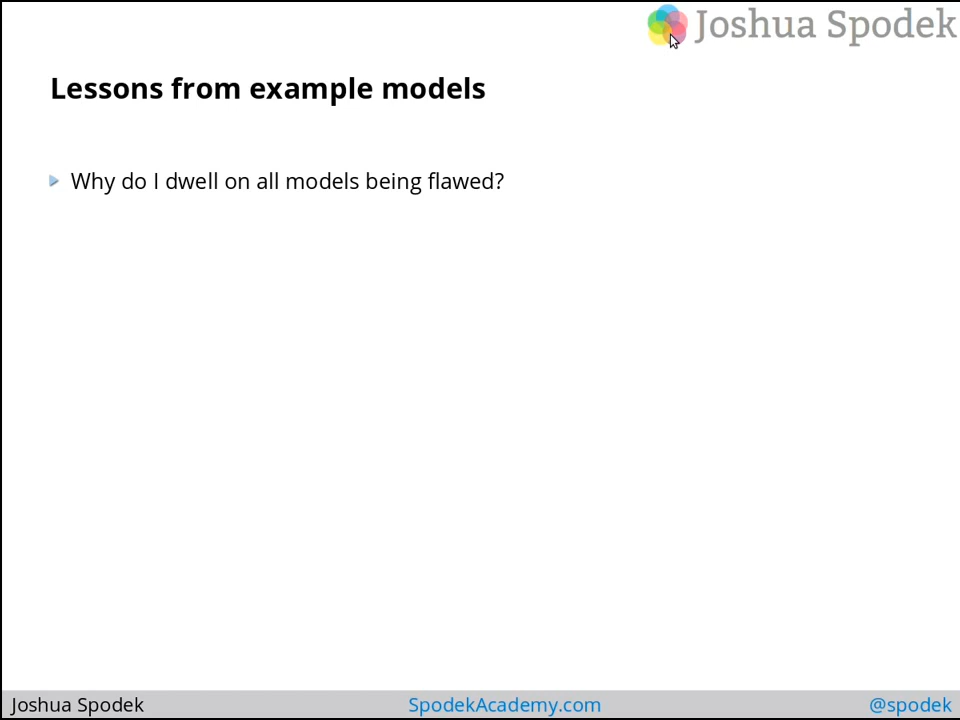 Joshua Spodek
Lessons from example models
Why do I dwell on all models being flawed?
Joshua Spodek
SpodekAcademy.com
@spodek